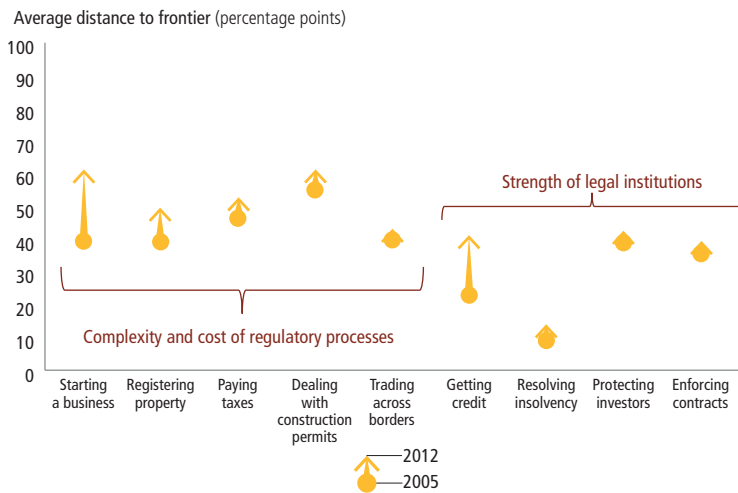 Average distance to frontier (percentage points)
100
90
80
70
60
50
40
30
20
10
0
Strength of legal institutions
Complexity and cost of regulatory processes
Starting
a business
Registering
property
Paying
taxes
Dealing
with
construction
permits
Trading
across
borders
Getting
credit
Resolving
insolvency
Protecting
investors
Enforcing
contracts
2012
2005